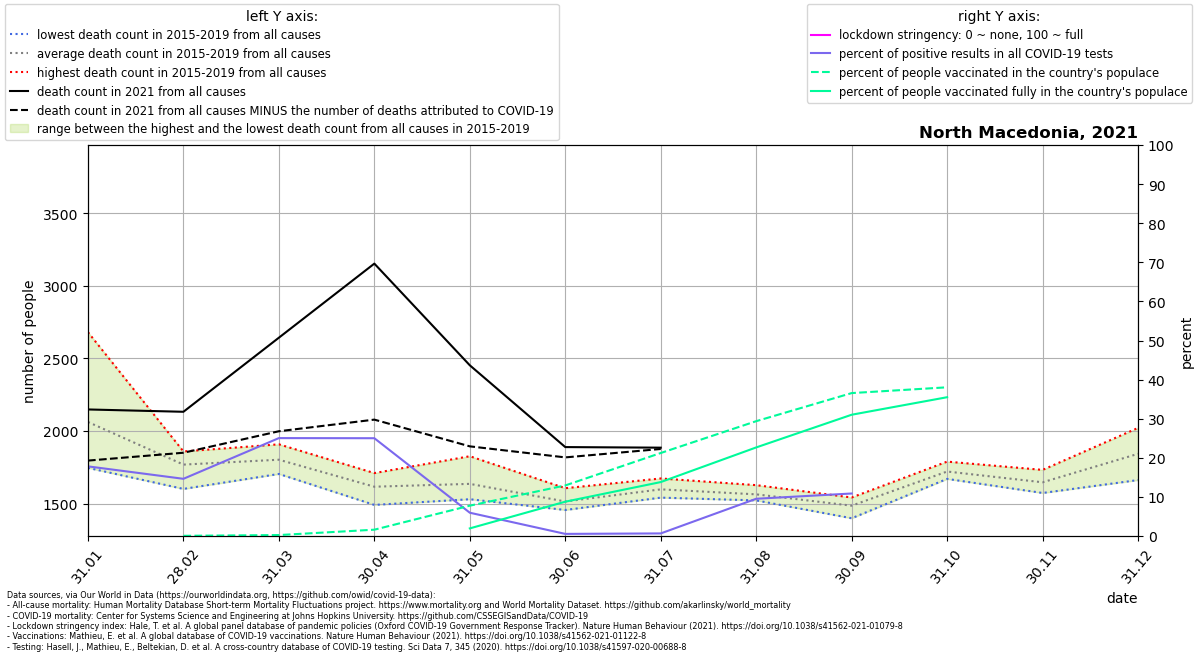 left Y axis:
lowest death count in 2015-2019 from all causes
average death count in 2015-2019 from all causes
highest death count in 2015-2019 from all causes
death count in 2021 from all causes
death count in 2021 from all causes MINUS the number of deaths attributed to COVID-19
range between the highest and the lowest death count from all causes in 2015-2019
right Y axis:
lockdown stringency: 0 ~ none, 100 ~ full
percent of positive results in all COVID-19 tests
percent of people vaccinated in the country's populace
percent of people vaccinated fully in the country's populace
North Macedonia, 2021
number of people
3500
3000
2500
2000
1500
100
90
80
70
60
50
40
30
20
10
0
percent
31.01
28.02
31.03
30.04
31.05
30.06
31.07
31.08
30.09
31.10
30.11
31.12
date
Data sources, via Our World in Data (https://ourworldindata.org, https://github.com/owid/covid-19-data):
- All-cause mortality: Human Mortality Database Short-term Mortality Fluctuations project. https://www.mortality.org and World Mortality Dataset. https://github.com/akarlinsky/world_mortality
- COVID-19 mortality: Center for Systems Science and Engineering at Johns Hopkins University. https://github.com/CSSEGISandData/COVID-19
- Lockdown stringency index: Hale, T. et al. A global panel database of pandemic policies (Oxford COVID-19 Government Response Tracker). Nature Human Behaviour (2021). https://doi.org/10.1038/s41562-021-01079-8
- Vaccinations: Mathieu, E. et al. A global database of COVID-19 vaccinations. Nature Human Behaviour (2021). https://doi.org/10.1038/s41562-021-01122-8
- Testing: Hasell, J., Mathieu, E., Beltekian, D. et al. A cross-country database of COVID-19 testing. Sci Data 7, 345 (2020). https://doi.org/10.1038/s41597-020-00688-8